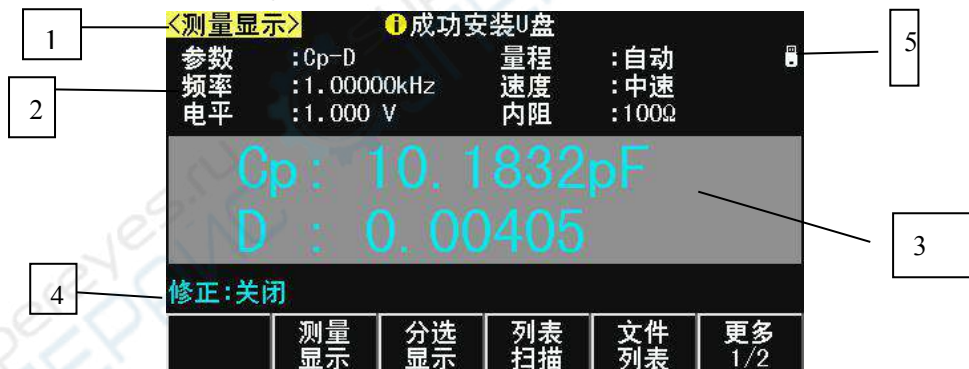 <测量显示> 成功安装U盘
参数 :Cp-D 量程 :自动
频率 :1.00000kHz 速度 :中速
电平 :1.000 V 内阻 :100Ω
Cp: 10.1832pF
D : 0.00405
修正:关闭
测量显示 分选显示 列表扫描 文件列表 更多 1/2
1
2
3
4
5